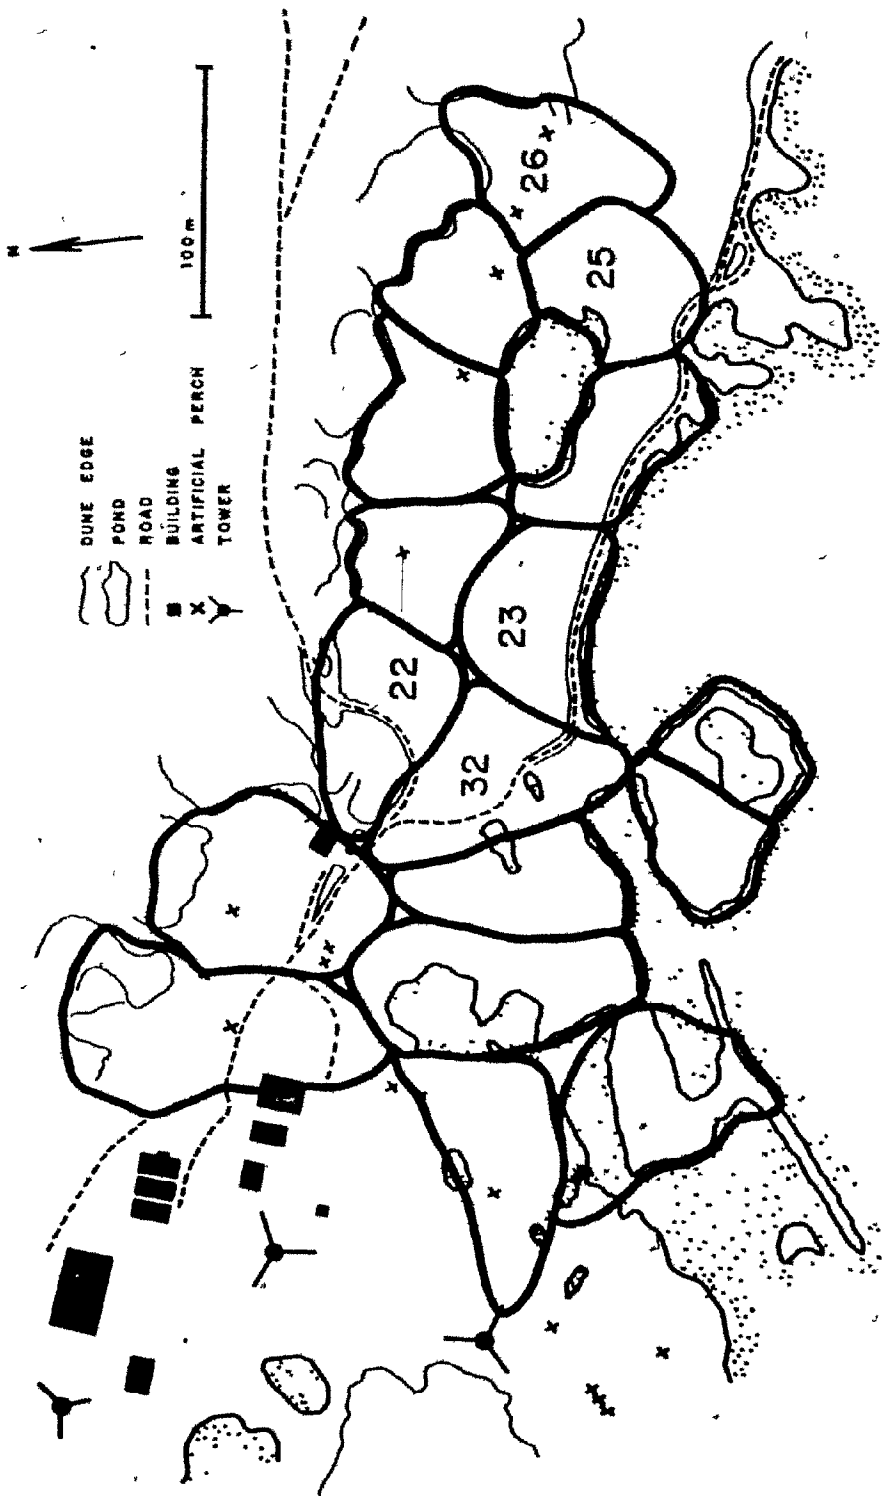 N
100 m
DUNE EDGE
POND
ROAD
BUILDING
ARTIFICIAL PERCH
TOWER
26
25
23
22
32